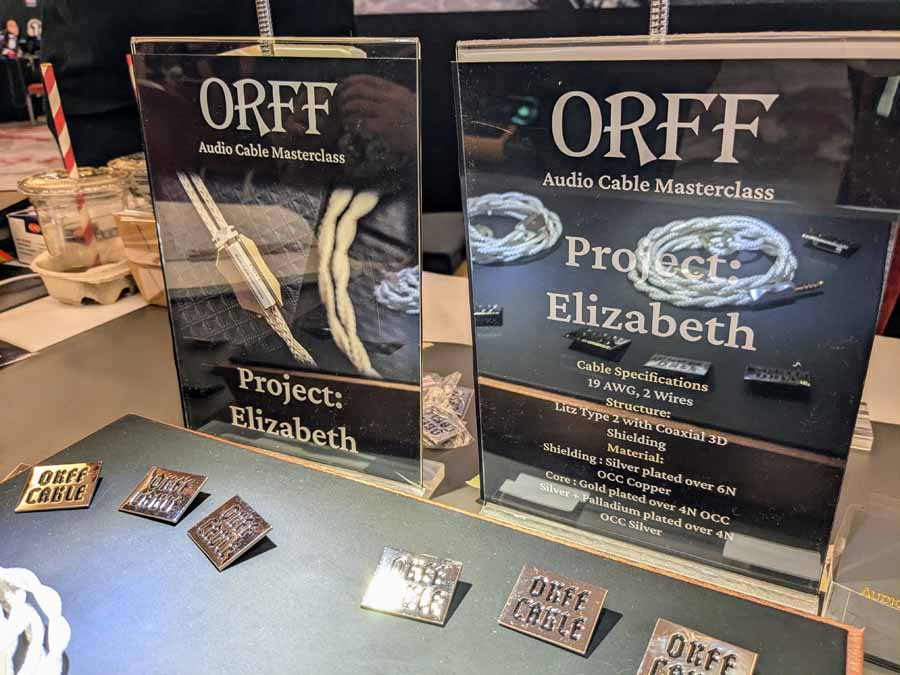 ORFF
Audio Cable Masterclass
Project:
Elizabeth
ORFF
Audio Cable Masterclass
Project:
Elizabeth
Cable Specifications
19 AWG, 2 Wires
Structure:
Litz Type 2 with Coaxial 3D
Shielding
Material:
Shielding : Silver plated over 6N
OCC Copper
Core : Gold plated over 4N OCC
Silver + Palladium plated over 4N
OCC Silver
ORFF
CABLE
ORFF
CABLE
ORFF
CABLE
ORFF
CABLE
ORFF
CABLE
ORFF
CABLE